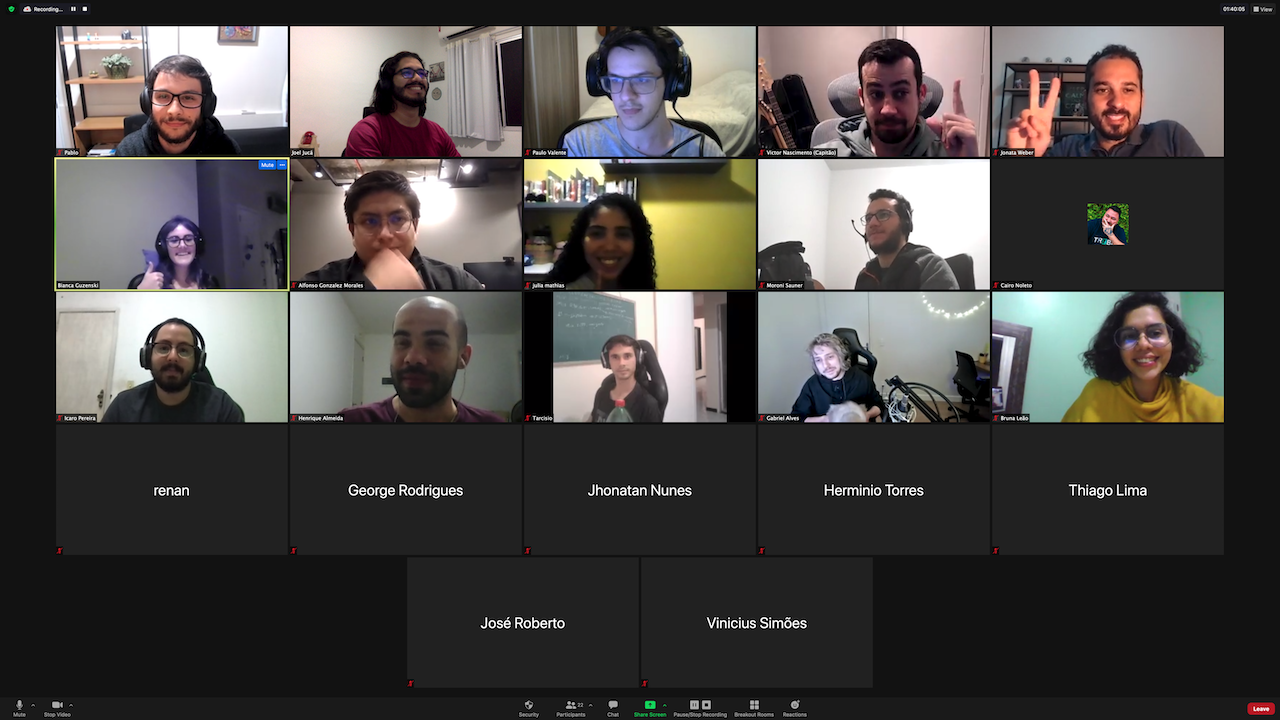 Recording...
01:40:05
View
Pablo
Joel Jucá
Paulo Valente
Victor Nascimento (Capitão)
Jonata Weber
Mute
Bianca Guzenski
Alfonso Gonzalez Morales
julia mathias
Moroni Sauner
Cairo Noleto
Icaro Pereira
Henrique Almeida
Tarcísio
Gabriel Alves
Bruna Leão
renan
George Rodrigues
Jhonatan Nunes
Herminio Torres
Thiago Lima
José Roberto
Vinicius Simões
Mute
Stop Video
Security
Participants
22
Chat
Share Screen
Pause/Stop Recording
Breakout Rooms
Reactions
Leave